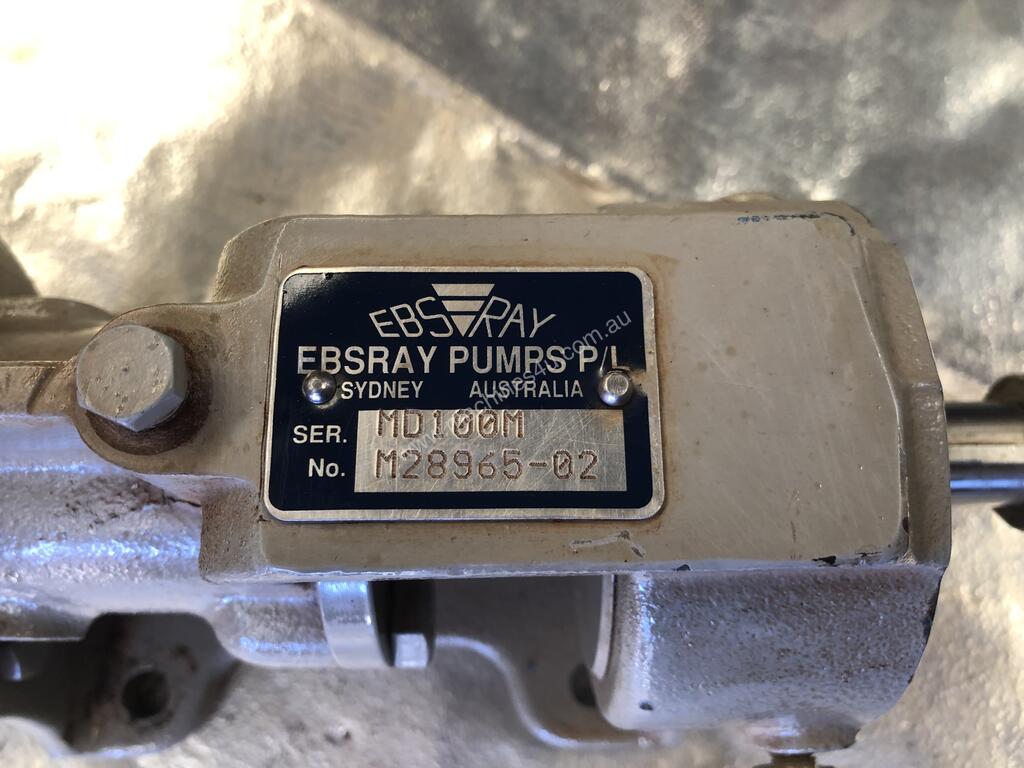 EBSRAY
EBSRAY PUMPS P/L
SYDNEY AUSTRALIA
SER. MD100M
No. M28965-02